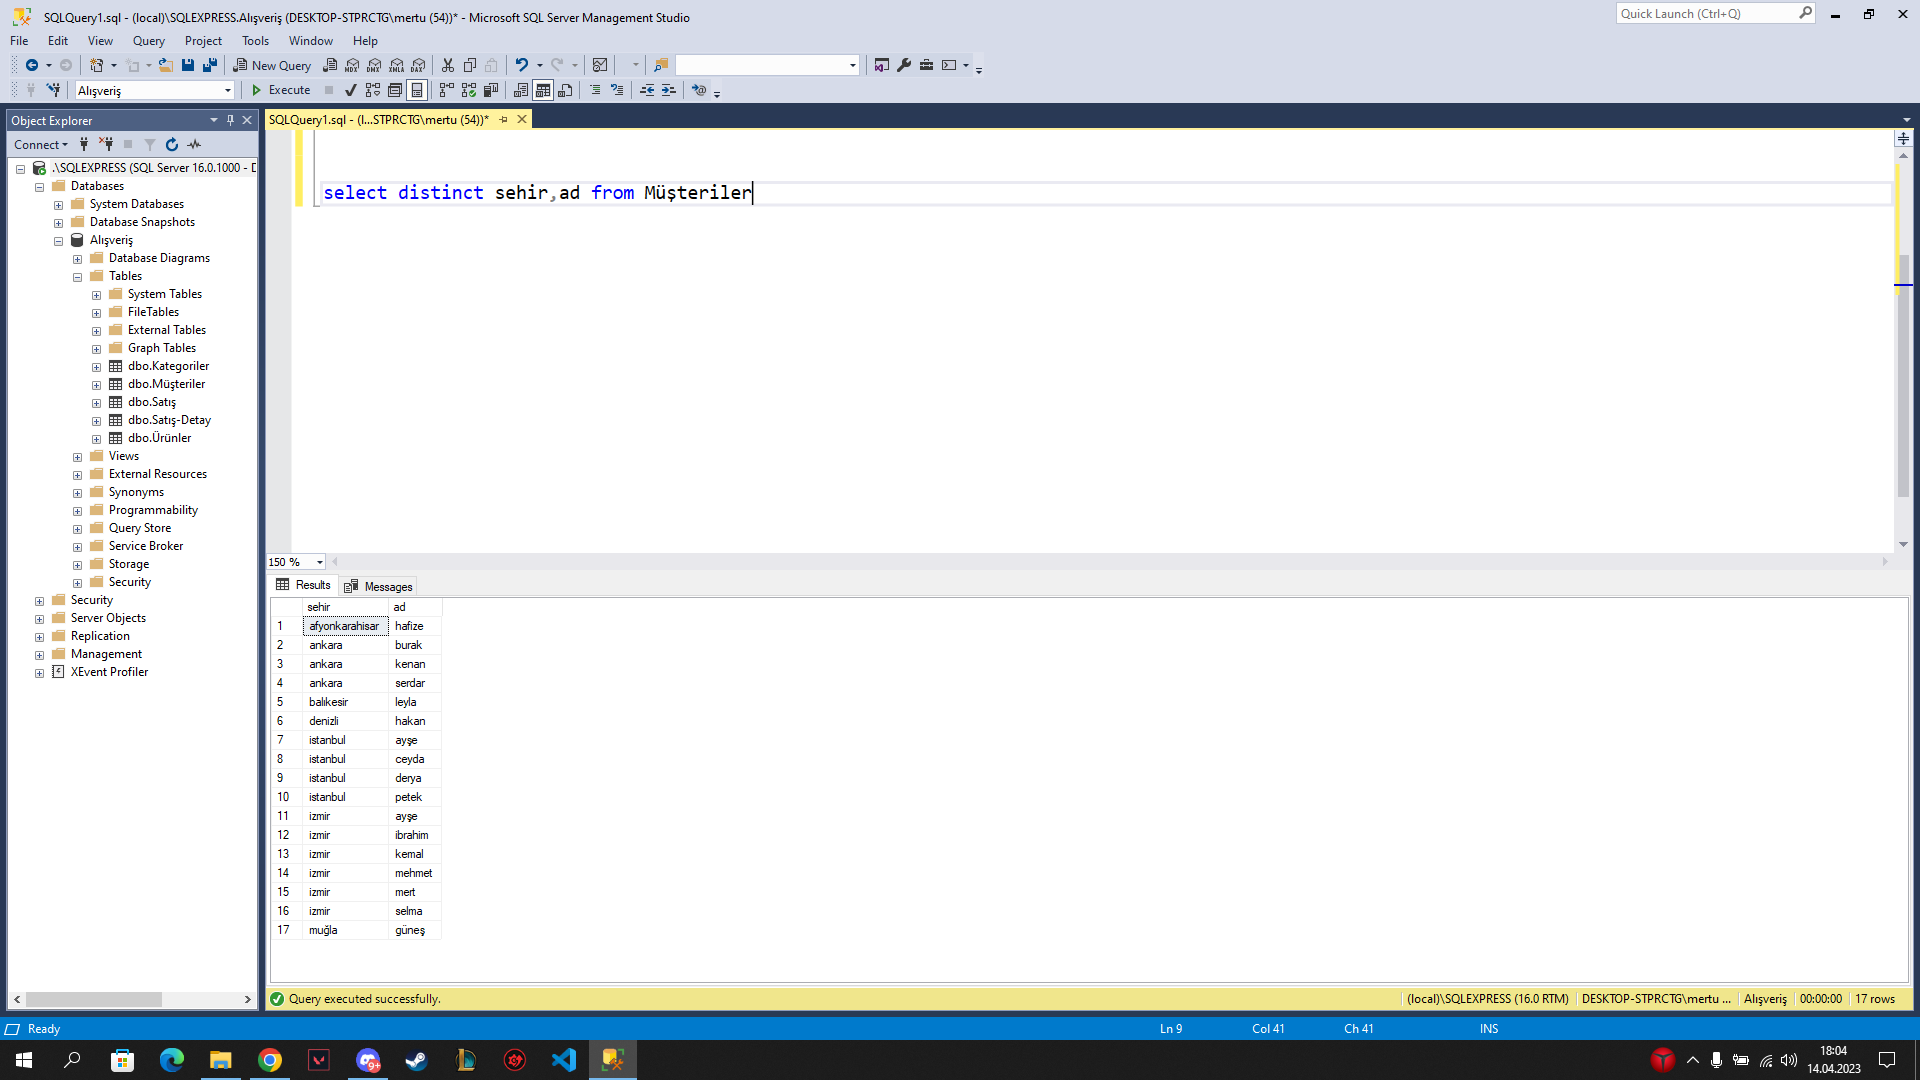 SQLQuery1.sql - (local)\SQLEXPRESS.Alışveriş (DESKTOP-STPRCTG\mertu (54))* - Microsoft SQL Server Management Studio
Quick Launch (Ctrl+Q)
File Edit View Query Project Tools Window Help
New Query
MDX DMX XMLA DAX
Alışveriş
Execute
Object Explorer
SQLQuery1.sql - (l...STPRCTG\mertu (54))*
Connect
.\SQLEXPRESS (SQL Server 16.0.1000 - D
Databases
System Databases
Database Snapshots
Alışveriş
Database Diagrams
Tables
System Tables
FileTables
External Tables
Graph Tables
dbo.Kategoriler
dbo.Müşteriler
dbo.Satış
dbo.Satış-Detay
dbo.Ürünler
Views
External Resources
Synonyms
Programmability
Query Store
Service Broker
Storage
Security
Security
Server Objects
Replication
Management
XEvent Profiler
select distinct sehir,ad from Müşteriler
150 %
Results Messages
sehir ad
1 afyonkarahisar hafize
2 ankara burak
3 ankara kenan
4 ankara serdar
5 balıkesir leyla
6 denizli hakan
7 istanbul ayşe
8 istanbul ceyda
9 istanbul derya
10 istanbul petek
11 izmir ayşe
12 izmir ibrahim
13 izmir kemal
14 izmir mehmet
15 izmir mert
16 izmir selma
17 muğla güneş
Query executed successfully.
(local)\SQLEXPRESS (16.0 RTM) DESKTOP-STPRCTG\mertu ... Alışveriş 00:00:00 17 rows
Ready
Ln 9 Col 41 Ch 41 INS
9+
18:04
14.04.2023